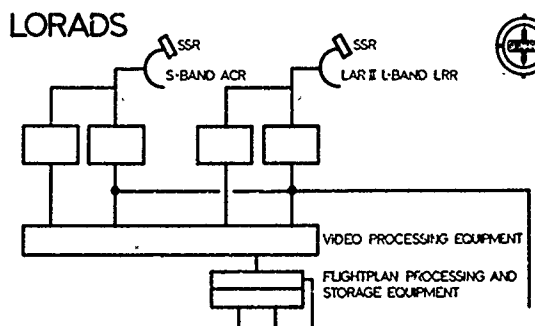 LORADS
SSR
S-BAND ACR
SSR
LAR II L-BAND LRR
VIDEO PROCESSING EQUIPMENT
FLIGHTPLAN PROCESSING AND
STORAGE EQUIPMENT